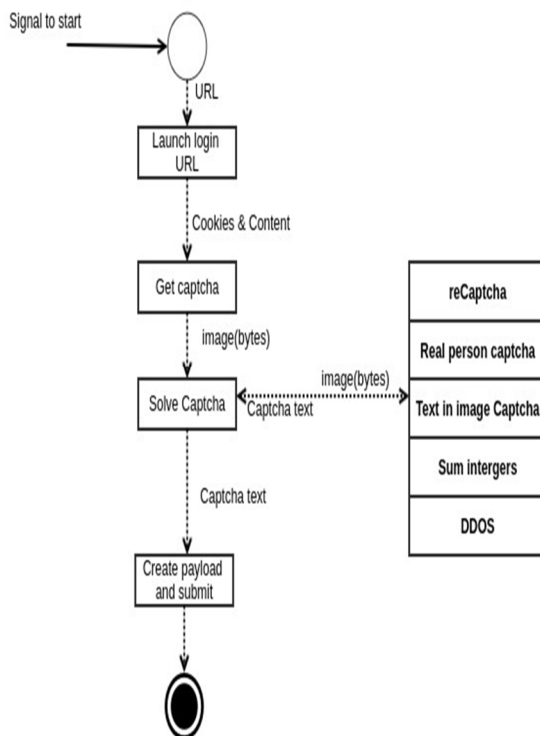 Signal to start
URL
Launch login
URL
Cookies & Content
Get captcha
image(bytes)
Solve Captcha
image(bytes)
Captcha text
reCaptcha
Real person captcha
Text in image Captcha
Sum intergers
DDOS
Captcha text
Create payload
and submit